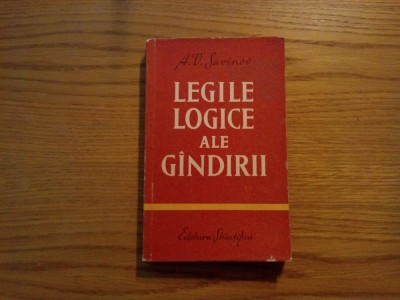 A. V. Savinov
LEGILE
LOGICE
ALE
GÎNDIRII
Editura Științifică